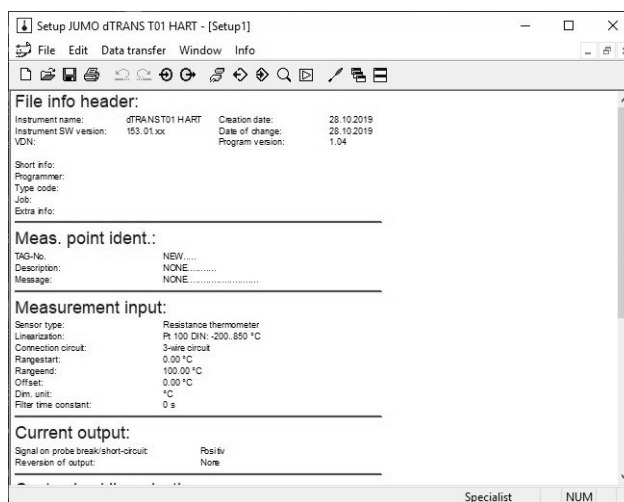 Setup JUMO dTRANS T01 HART - [Setup1]
File Edit Data transfer Window Info
File info header:
Instrument name: dTRANS T01 HART Creation date: 28.10.2019
Instrument SW version: 153.01.xx Date of change: 28.10.2019
VDN: Program version: 1.04
Short info:
Programmer:
Type code:
Job:
Extra info:
Meas. point ident.:
TAG-No. NEW.....
Description: NONE..........
Message: NONE.........................
Measurement input:
Sensor type: Resistance thermometer
Linearization: Pt 100 DIN: -200..850 °C
Connection circuit: 3-wire circuit
Rangestart: 0.00 °C
Rangeend: 100.00 °C
Offset: 0.00 °C
Dim. unit: °C
Filter time constant: 0 s
Current output:
Signal on probe break/short-circuit: Positiv
Reversion of output: None
Specialist NUM